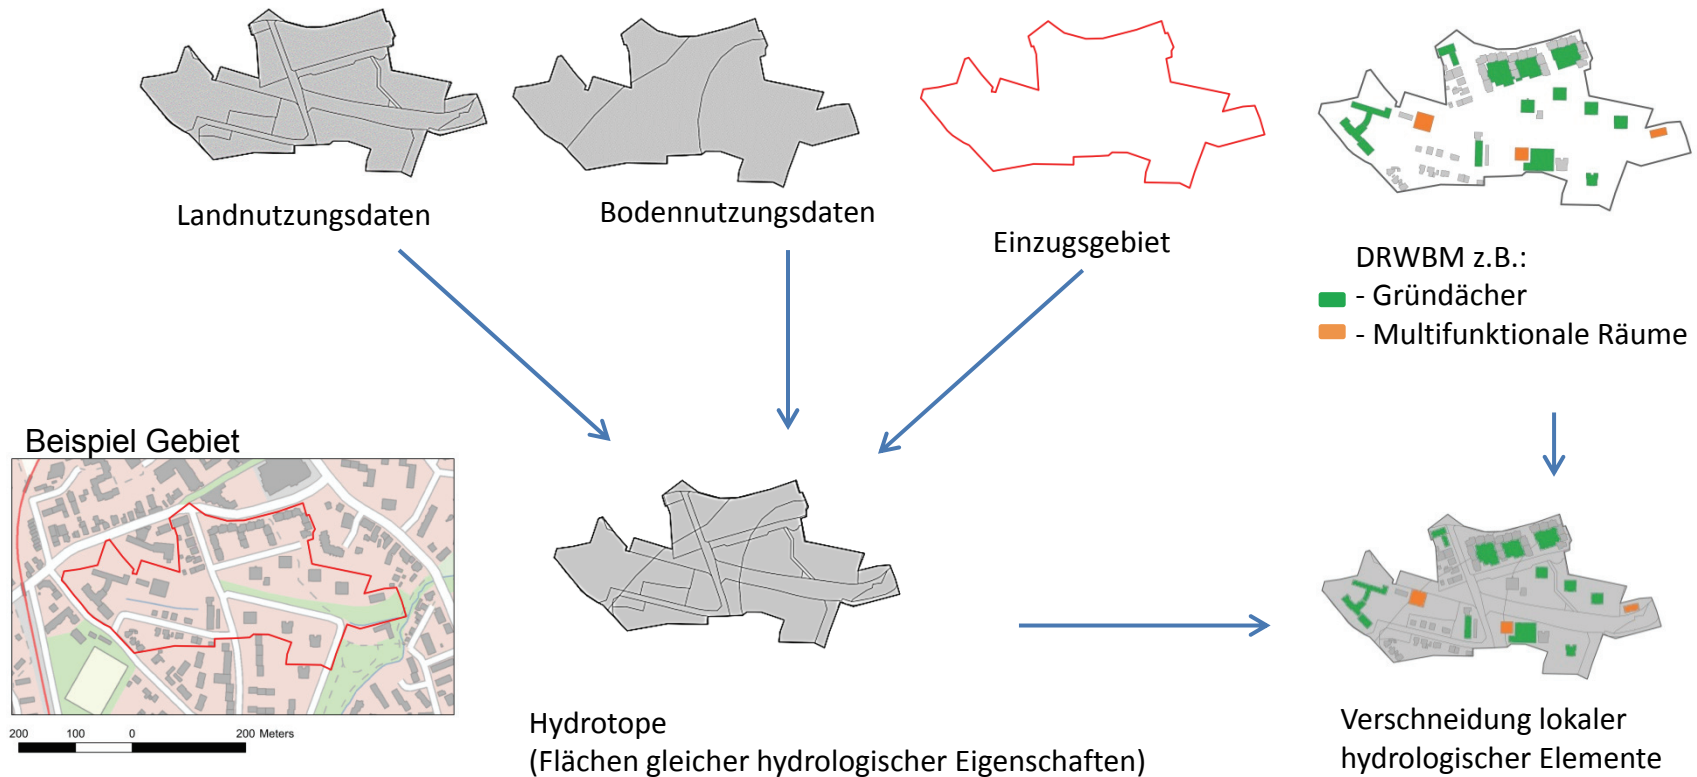 Landnutzungsdaten
Bodennutzungsdaten
Einzugsgebiet
DRWBM z.B.:
- Gründächer
- Multifunktionale Räume
Beispiel Gebiet
200 100 0 200 Meters
Hydrotope
(Flächen gleicher hydrologischer Eigenschaften)
Verschneidung lokaler
hydrologischer Elemente